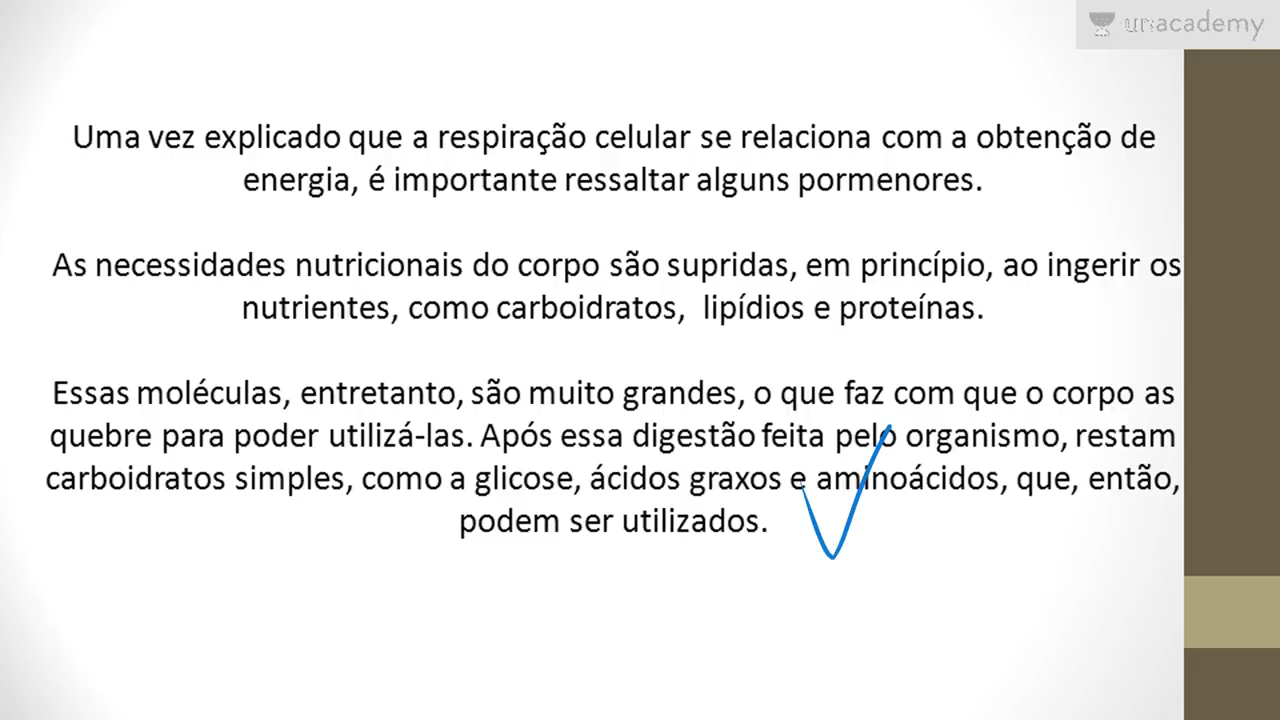 unacademy
Uma vez explicado que a respiração celular se relaciona com a obtenção de
energia, é importante ressaltar alguns pormenores.
As necessidades nutricionais do corpo são supridas, em princípio, ao ingerir os
nutrientes, como carboidratos, lipídios e proteínas.
Essas moléculas, entretanto, são muito grandes, o que faz com que o corpo as
quebre para poder utilizá-las. Após essa digestão feita pelo organismo, restam
carboidratos simples, como a glicose, ácidos graxos e aminoácidos, que, então,
podem ser utilizados.